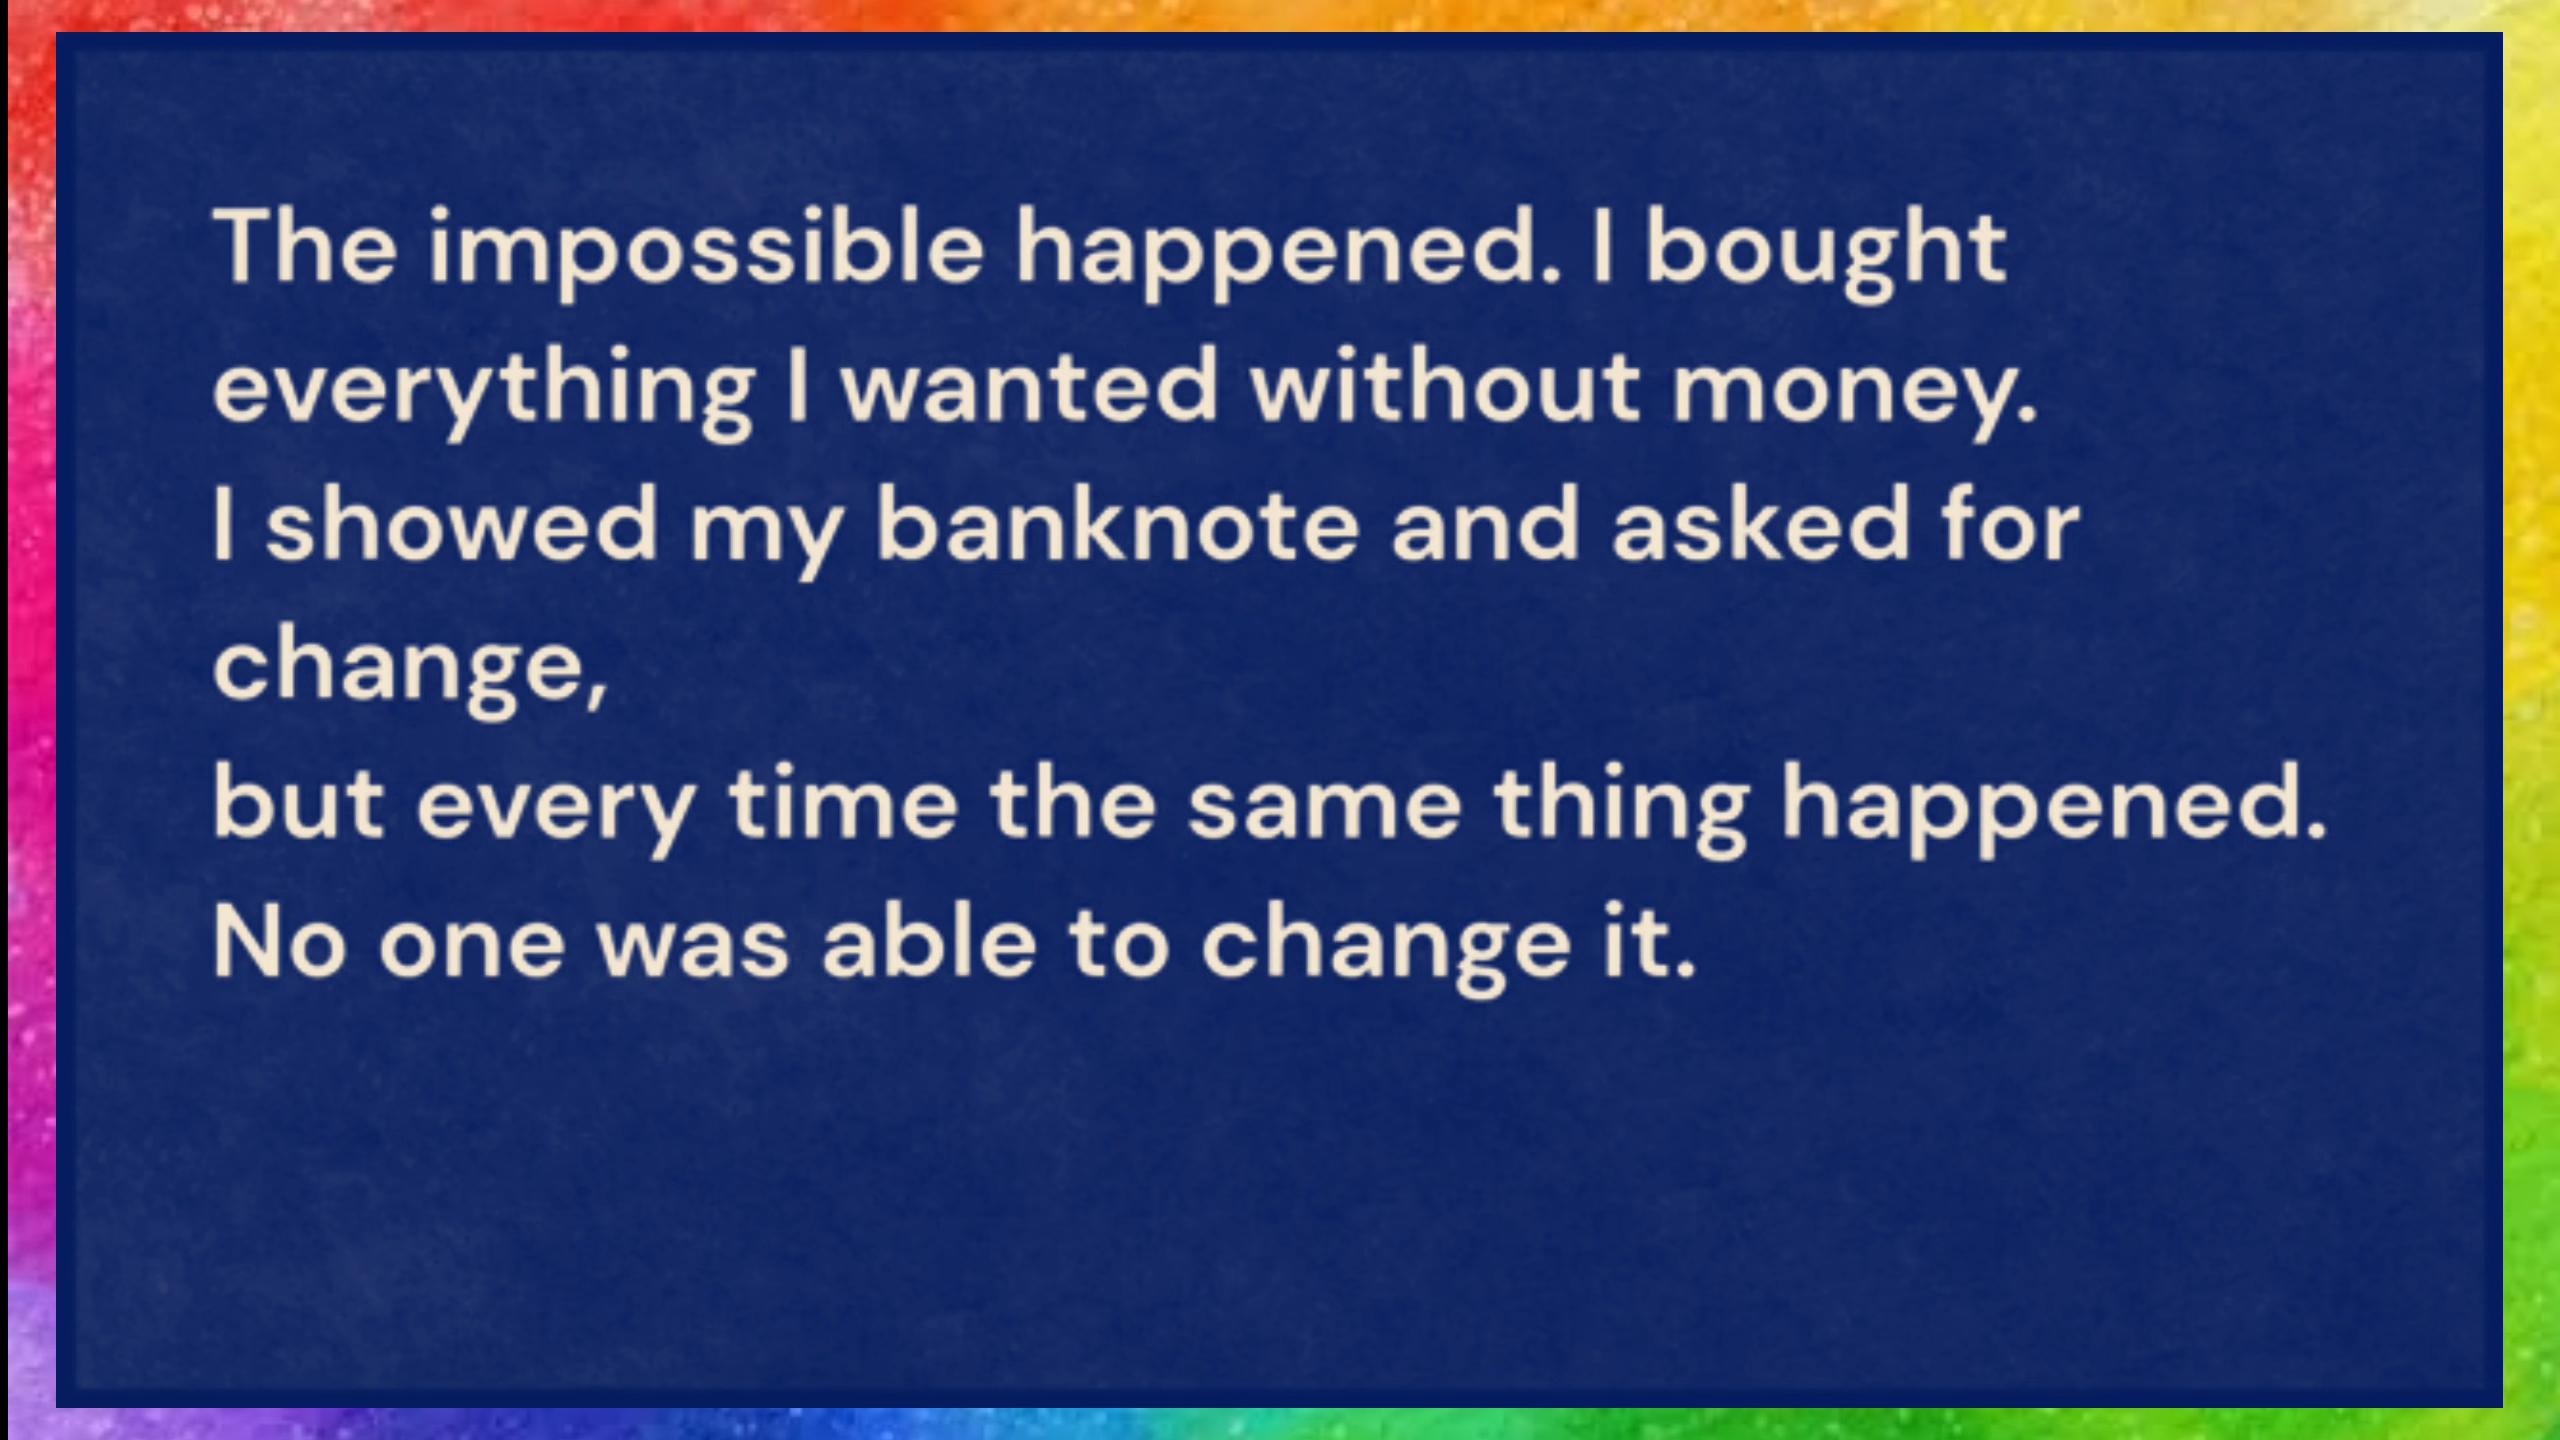 The impossible happened. I bought
everything I wanted without money.
I showed my banknote and asked for
change,
but every time the same thing happened.
No one was able to change it.